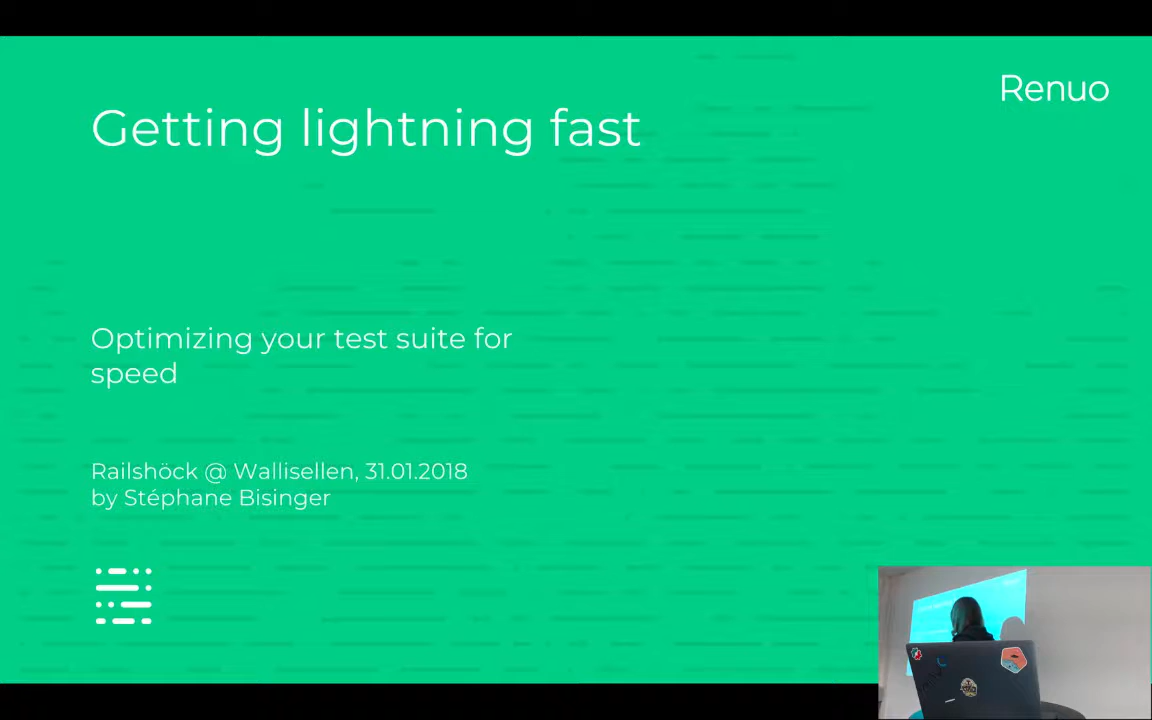 Renuo
Getting lightning fast
Optimizing your test suite for
speed
Railshöck @ Wallisellen, 31.01.2018
by Stéphane Bisinger